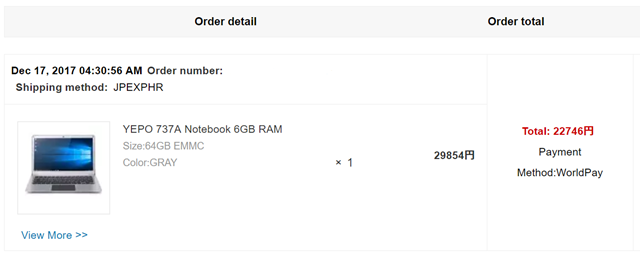 Order detail
Order total
Dec 17, 2017 04:30:56 AM Order number:
Shipping method: JPEXPHR
YEPO 737A Notebook 6GB RAM
Size:64GB EMMC
Color:GRAY
× 1
29854円
Total: 22746円
Payment
Method:WorldPay
View More >>